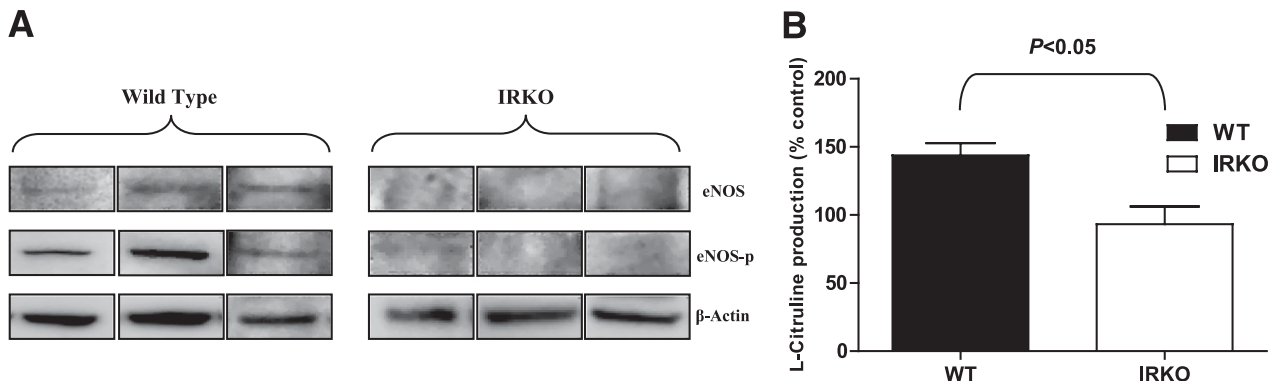 A
Wild Type
IRKO
eNOS
eNOS-p
β-Actin
B
P<0.05
L-Citruline production (% control)
200
150
100
50
0
WT
IRKO
WT
IRKO